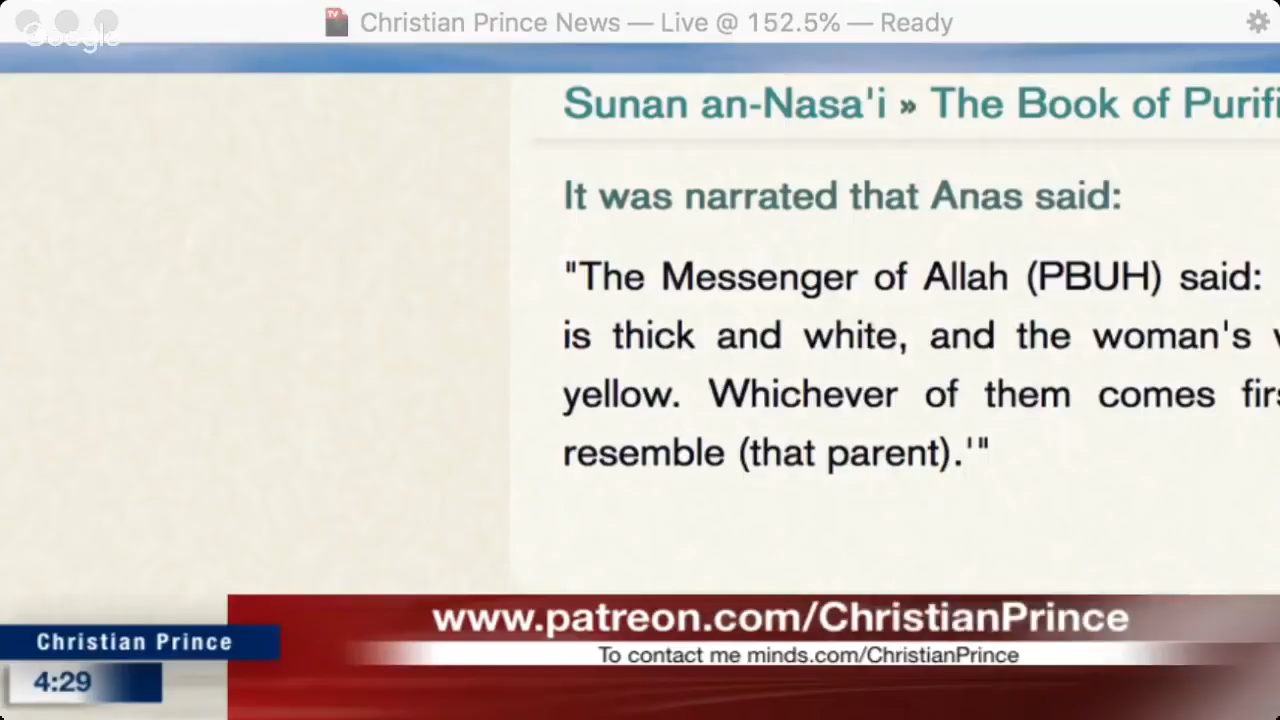 Christian Prince News — Live @ 152.5% — Ready
Sunan an-Nasa'i » The Book of
It was narrated that Anas said:
"The Messenger of Allah (PBUH) said:
is thick and white, and the woman's
yellow. Whichever of them comes
resemble (that parent).'"
www.patreon.com/ChristianPrince
To contact me minds.com/ChristianPrince
Christian Prince
4:29